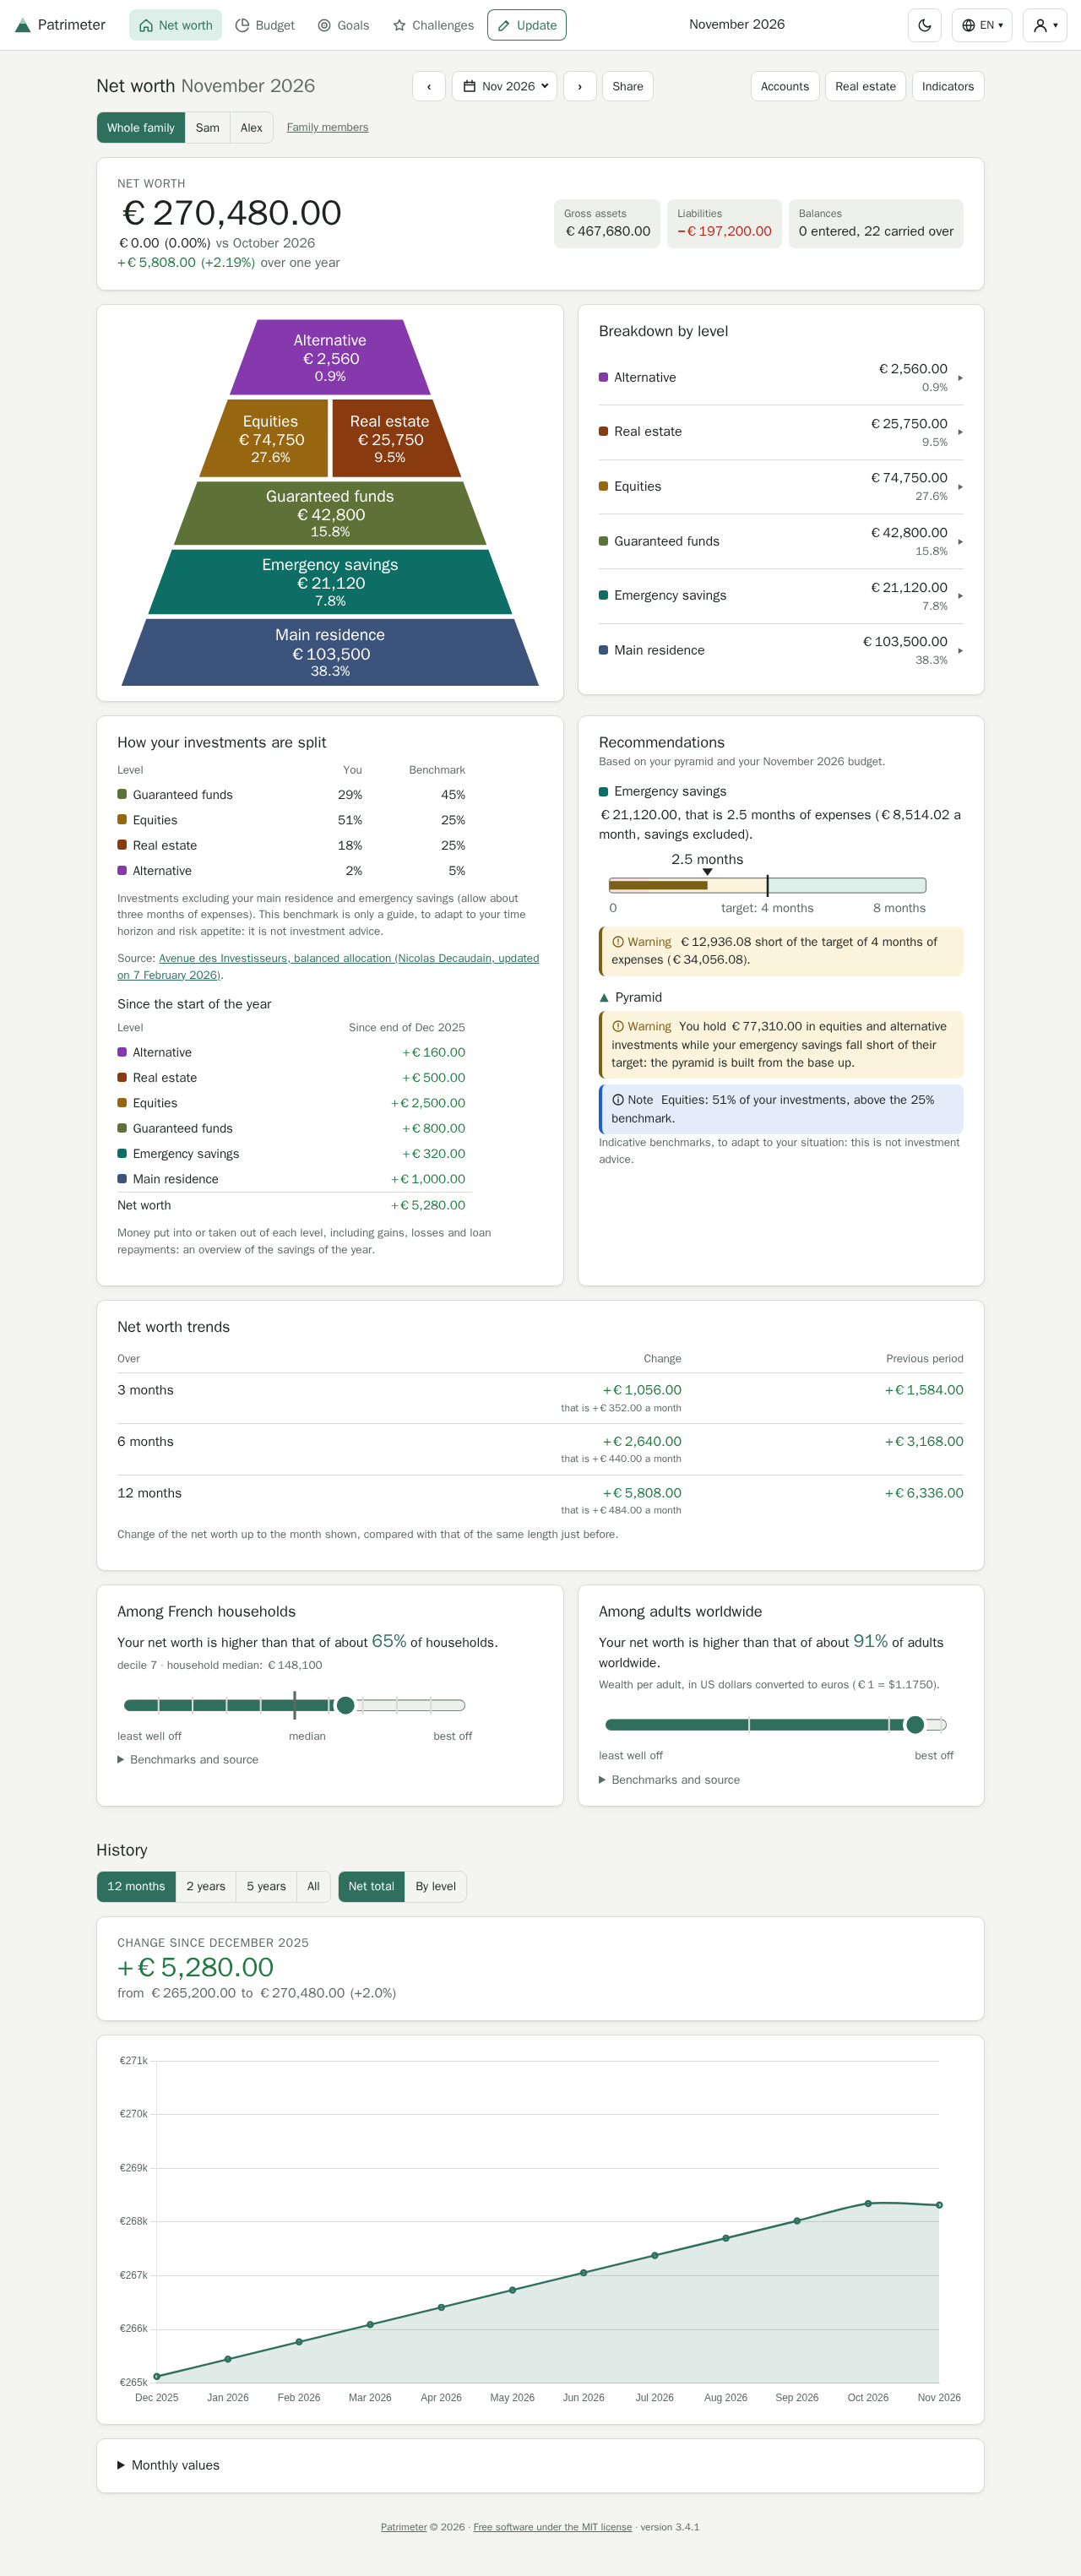 Patrimeter
Net worth
Budget
Goals
Challenges
Update
November 2026
EN ▾
▾
Net worth November 2026
‹
Nov 2026
›
Share
Accounts
Real estate
Indicators
Whole family
Sam
Alex
Family members
NET WORTH
€ 270,480.00
€ 0.00 (0.00%) vs October 2026
+€ 5,808.00 (+2.19%) over one year
Gross assets
€ 467,680.00
Liabilities
−€ 197,200.00
Balances
0 entered, 22 carried over
Alternative
€ 2,560
0.9%
Equities
€ 74,750
27.6%
Real estate
€ 25,750
9.5%
Guaranteed funds
€ 42,800
15.8%
Emergency savings
€ 21,120
7.8%
Main residence
€ 103,500
38.3%
Breakdown by level
Alternative
€ 2,560.00
0.9%
Real estate
€ 25,750.00
9.5%
Equities
€ 74,750.00
27.6%
Guaranteed funds
€ 42,800.00
15.8%
Emergency savings
€ 21,120.00
7.8%
Main residence
€ 103,500.00
38.3%
How your investments are split
Level You Benchmark
Guaranteed funds 29% 45%
Equities 51% 25%
Real estate 18% 25%
Alternative 2% 5%
Investments excluding your main residence and emergency savings (allow about
three months of expenses). This benchmark is only a guide, to adapt to your time
horizon and risk appetite: it is not investment advice.
Source: Avenue des Investisseurs, balanced allocation (Nicolas Decaudain, updated
on 7 February 2026).
Since the start of the year
Level Since end of Dec 2025
Alternative +€ 160.00
Real estate +€ 500.00
Equities +€ 2,500.00
Guaranteed funds +€ 800.00
Emergency savings +€ 320.00
Main residence +€ 1,000.00
Net worth +€ 5,280.00
Money put into or taken out of each level, including gains, losses and loan
repayments: an overview of the savings of the year.
Recommendations
Based on your pyramid and your November 2026 budget.
Emergency savings
€ 21,120.00, that is 2.5 months of expenses (€ 8,514.02 a
month, savings excluded).
2.5 months
0 target: 4 months 8 months
Warning € 12,936.08 short of the target of 4 months of
expenses (€ 34,056.08).
Pyramid
Warning You hold € 77,310.00 in equities and alternative
investments while your emergency savings fall short of their
target: the pyramid is built from the base up.
Note Equities: 51% of your investments, above the 25%
benchmark.
Indicative benchmarks, to adapt to your situation: this is not investment
advice.
Net worth trends
Over Change Previous period
3 months +€ 1,056.00 +€ 1,584.00
that is +€ 352.00 a month
6 months +€ 2,640.00 +€ 3,168.00
that is +€ 440.00 a month
12 months +€ 5,808.00 +€ 6,336.00
that is +€ 484.00 a month
Change of the net worth up to the month shown, compared with that of the same length just before.
Among French households
Your net worth is higher than that of about 65% of households.
decile 7 · household median: € 148,100
least well off median best off
Benchmarks and source
Among adults worldwide
Your net worth is higher than that of about 91% of adults
worldwide.
Wealth per adult, in US dollars converted to euros (€ 1 = $1.1750).
least well off best off
Benchmarks and source
History
12 months
2 years
5 years
All
Net total
By level
CHANGE SINCE DECEMBER 2025
+€ 5,280.00
from € 265,200.00 to € 270,480.00 (+2.0%)
€271k
€270k
€269k
€268k
€267k
€266k
€265k
Dec 2025 Jan 2026 Feb 2026 Mar 2026 Apr 2026 May 2026 Jun 2026 Jul 2026 Aug 2026 Sep 2026 Oct 2026 Nov 2026
Monthly values
Patrimeter © 2026 · Free software under the MIT license · version 3.4.1